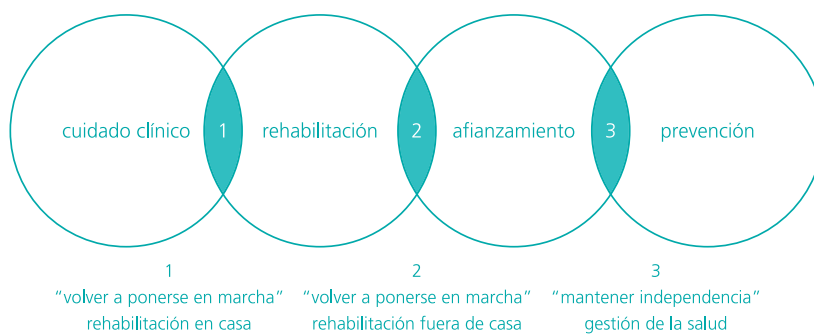 cuidado clínico 1 rehabilitación 2 afianzamiento 3 prevención
1 2 3
“volver a ponerse en marcha” “volver a ponerse en marcha” “mantener independencia”
rehabilitación en casa rehabilitación fuera de casa gestión de la salud